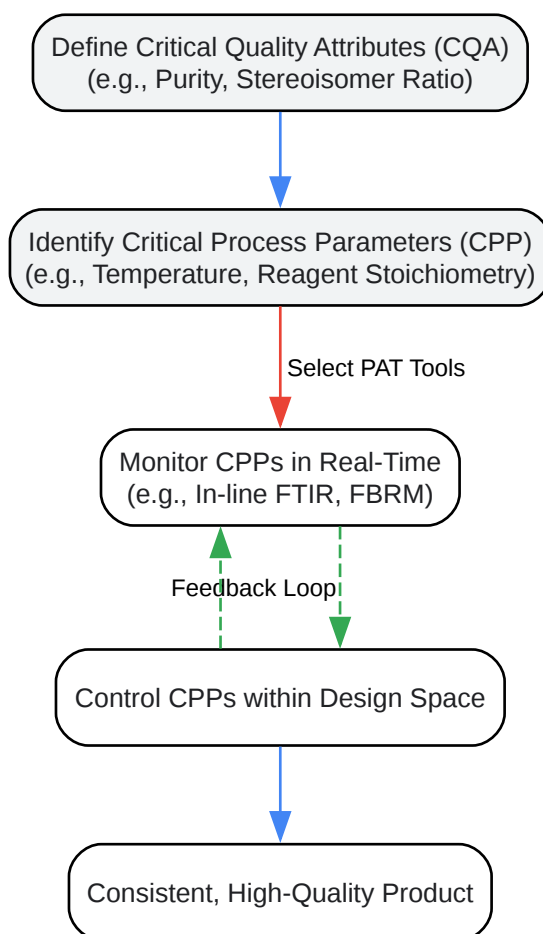 Define Critical Quality Attributes (CQA)
(e.g., Purity, Stereoisomer Ratio)
Identify Critical Process Parameters (CPP)
(e.g., Temperature, Reagent Stoichiometry)
Select PAT Tools
Monitor CPPs in Real-Time
(e.g., In-line FTIR, FBRM)
Feedback Loop
Control CPPs within Design Space
Consistent, High-Quality Product